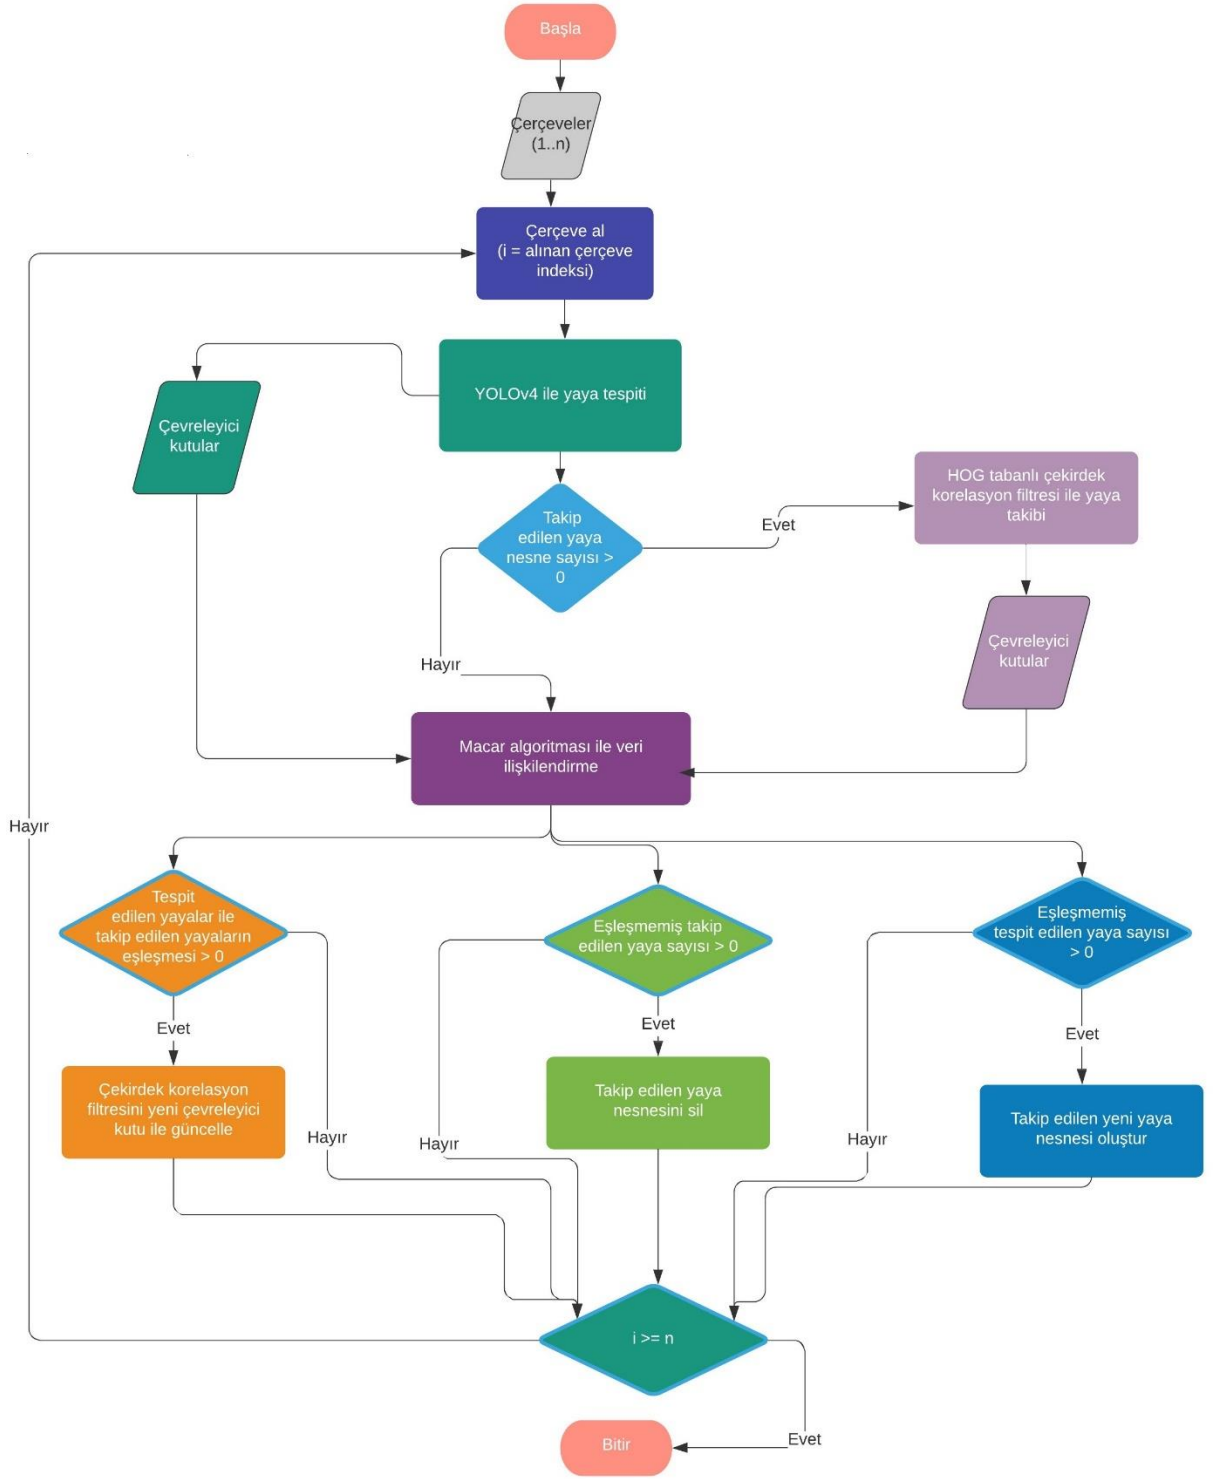 Başla
Çerçeveler
(1..n)
Çerçeve al
(i = alınan çerçeve
indeksi)
YOLOv4 ile yaya tespiti
Çevreleyici
kutular
Takip
edilen yaya
nesne sayısı >
0
Evet
HOG tabanlı çekirdek
korelasyon filtresi ile yaya
takibi
Çevreleyici
kutular
Hayır
Macar algoritması ile veri
ilişkilendirme
Hayır
Tespit
edilen yayalar ile
takip edilen yayaların
eşleşmesi > 0
Eşleşmemiş takip
edilen yaya sayısı > 0
Eşleşmemiş
tespit edilen yaya sayısı
> 0
Evet
Evet
Evet
Çekirdek korelasyon
filtresini yeni çevreleyici
kutu ile güncelle
Hayır
Hayır
Takip edilen yaya
nesnesini sil
Hayır
Takip edilen yeni yaya
nesnesi oluştur
i >= n
Evet
Bitir